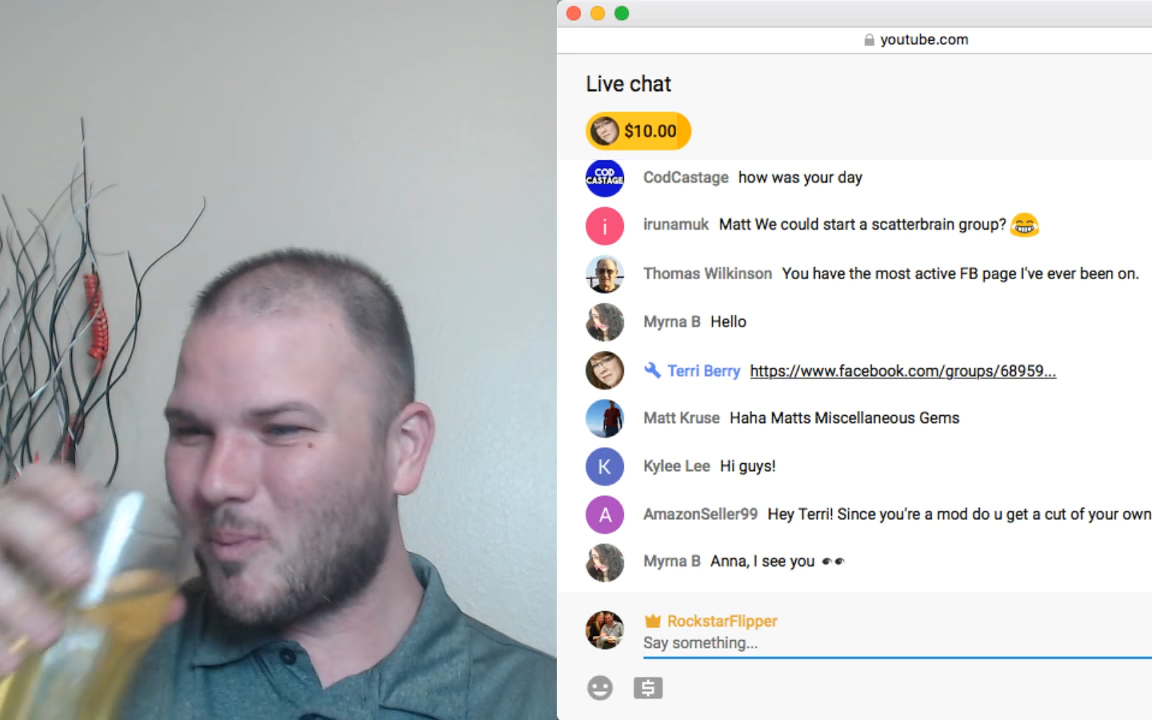 youtube.com
Live chat
$10.00
COD
CASTAGE
CodCastage how was your day
i
irunamuk Matt We could start a scatterbrain group? 😂
Thomas Wilkinson You have the most active FB page I've ever been on.
Myrna B Hello
Terri Berry https://www.facebook.com/groups/68959...
Matt Kruse Haha Matts Miscellaneous Gems
K
Kylee Lee Hi guys!
A
AmazonSeller99 Hey Terri! Since you're a mod do u get a cut of your own
Myrna B Anna, I see you 👀
RockstarFlipper
Say something...
$